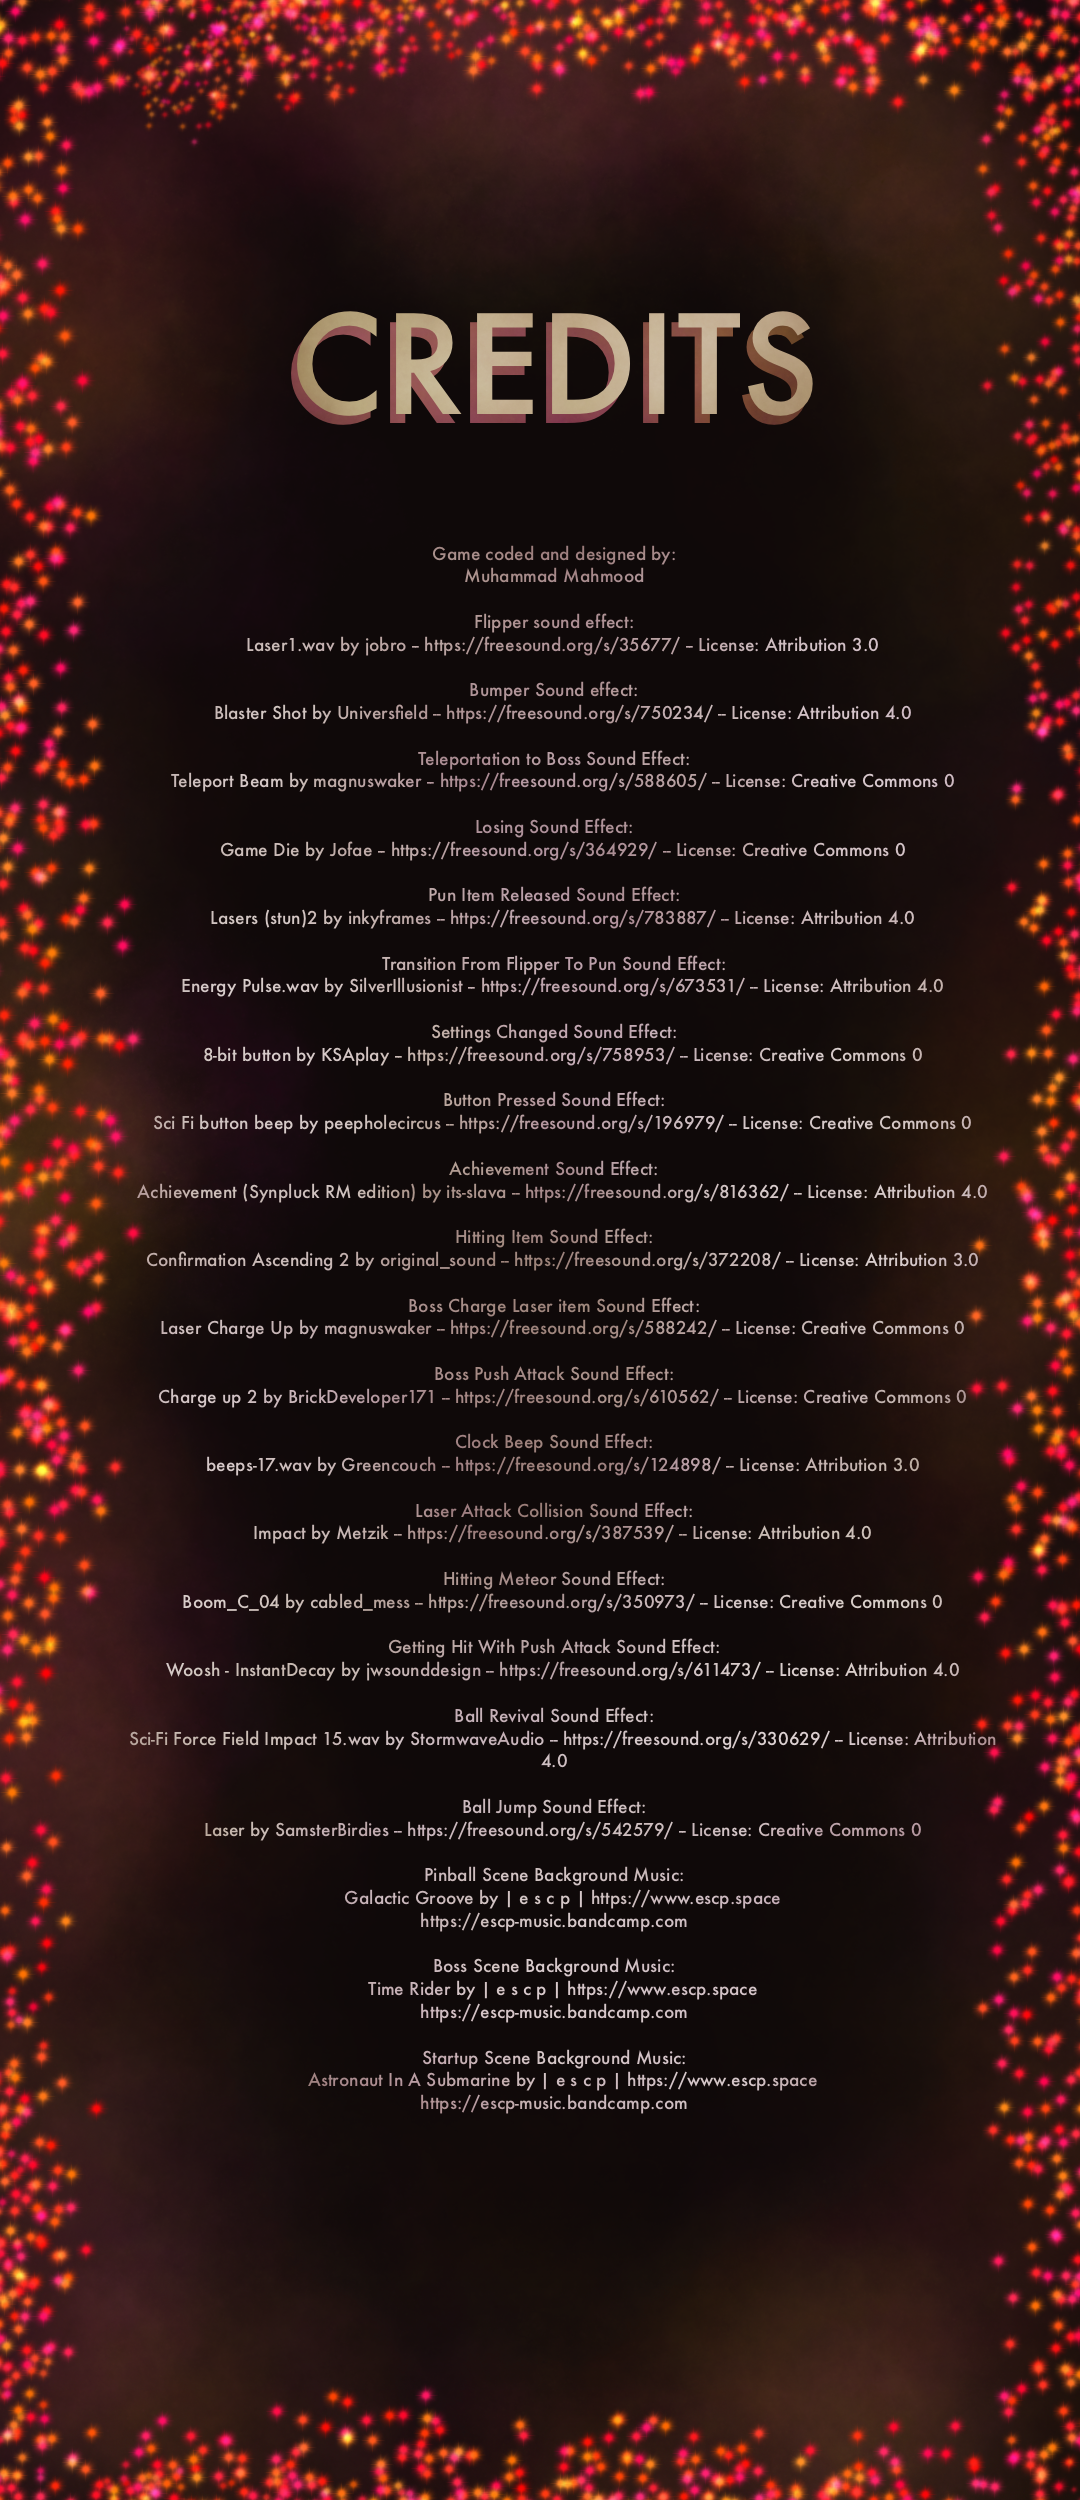 CREDITS
Game coded and designed by:
Muhammad Mahmood
Flipper sound effect:
Laser1.wav by jobro – https://freesound.org/s/35677/ – License: Attribution 3.0
Bumper Sound effect:
Blaster Shot by Universfield – https://freesound.org/s/750234/ – License: Attribution 4.0
Teleportation to Boss Sound Effect:
Teleport Beam by magnuswaker – https://freesound.org/s/588605/ – License: Creative Commons 0
Losing Sound Effect:
Game Die by Jofae – https://freesound.org/s/364929/ – License: Creative Commons 0
Pun Item Released Sound Effect:
Lasers (stun)2 by inkyframes – https://freesound.org/s/783887/ – License: Attribution 4.0
Transition From Flipper To Pun Sound Effect:
Energy Pulse.wav by SilverIllusionist – https://freesound.org/s/673531/ – License: Attribution 4.0
Settings Changed Sound Effect:
8-bit button by KSAplay – https://freesound.org/s/758953/ – License: Creative Commons 0
Button Pressed Sound Effect:
Sci Fi button beep by peepholecircus – https://freesound.org/s/196979/ – License: Creative Commons 0
Achievement Sound Effect:
Achievement (Synpluck RM edition) by its-slava – https://freesound.org/s/816362/ – License: Attribution 4.0
Hitting Item Sound Effect:
Confirmation Ascending 2 by original_sound – https://freesound.org/s/372208/ – License: Attribution 3.0
Boss Charge Laser item Sound Effect:
Laser Charge Up by magnuswaker – https://freesound.org/s/588242/ – License: Creative Commons 0
Boss Push Attack Sound Effect:
Charge up 2 by BrickDeveloper171 – https://freesound.org/s/610562/ – License: Creative Commons 0
Clock Beep Sound Effect:
beeps-17.wav by Greencouch – https://freesound.org/s/124898/ – License: Attribution 3.0
Laser Attack Collision Sound Effect:
Impact by Metzik – https://freesound.org/s/387539/ – License: Attribution 4.0
Hitting Meteor Sound Effect:
Boom_C_04 by cabled_mess – https://freesound.org/s/350973/ – License: Creative Commons 0
Getting Hit With Push Attack Sound Effect:
Woosh - InstantDecay by jwsounddesign – https://freesound.org/s/611473/ – License: Attribution 4.0
Ball Revival Sound Effect:
Sci-Fi Force Field Impact 15.wav by StormwaveAudio – https://freesound.org/s/330629/ – License: Attribution
4.0
Ball Jump Sound Effect:
Laser by SamsterBirdies – https://freesound.org/s/542579/ – License: Creative Commons 0
Pinball Scene Background Music:
Galactic Groove by | e s c p | https://www.escp.space
https://escp-music.bandcamp.com
Boss Scene Background Music:
Time Rider by | e s c p | https://www.escp.space
https://escp-music.bandcamp.com
Startup Scene Background Music:
Astronaut In A Submarine by | e s c p | https://www.escp.space
https://escp-music.bandcamp.com